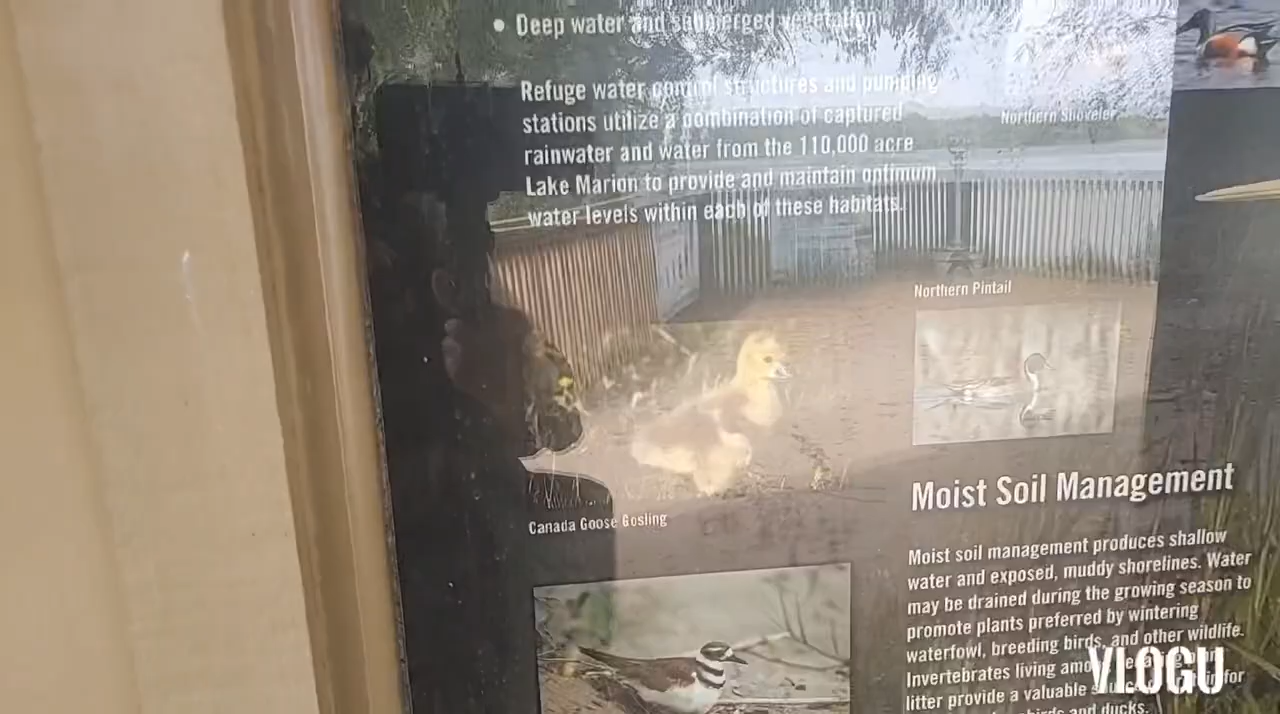 • Deep water and submerged vegetation
Refuge water control structures and pumping
stations utilize a combination of captured
rainwater and water from the 110,000 acre
Lake Marion to provide and maintain optimum
water levels within each of these habitats.
Northern Shoveler
Northern Pintail
Canada Goose Gosling
Moist Soil Management
Moist soil management produces shallow
water and exposed, muddy shorelines. Water
may be drained during the growing season to
promote plants preferred by wintering
waterfowl, breeding birds, and other wildlife.
Invertebrates living
litter provide a valuable for
birds and ducks.
VLOGU